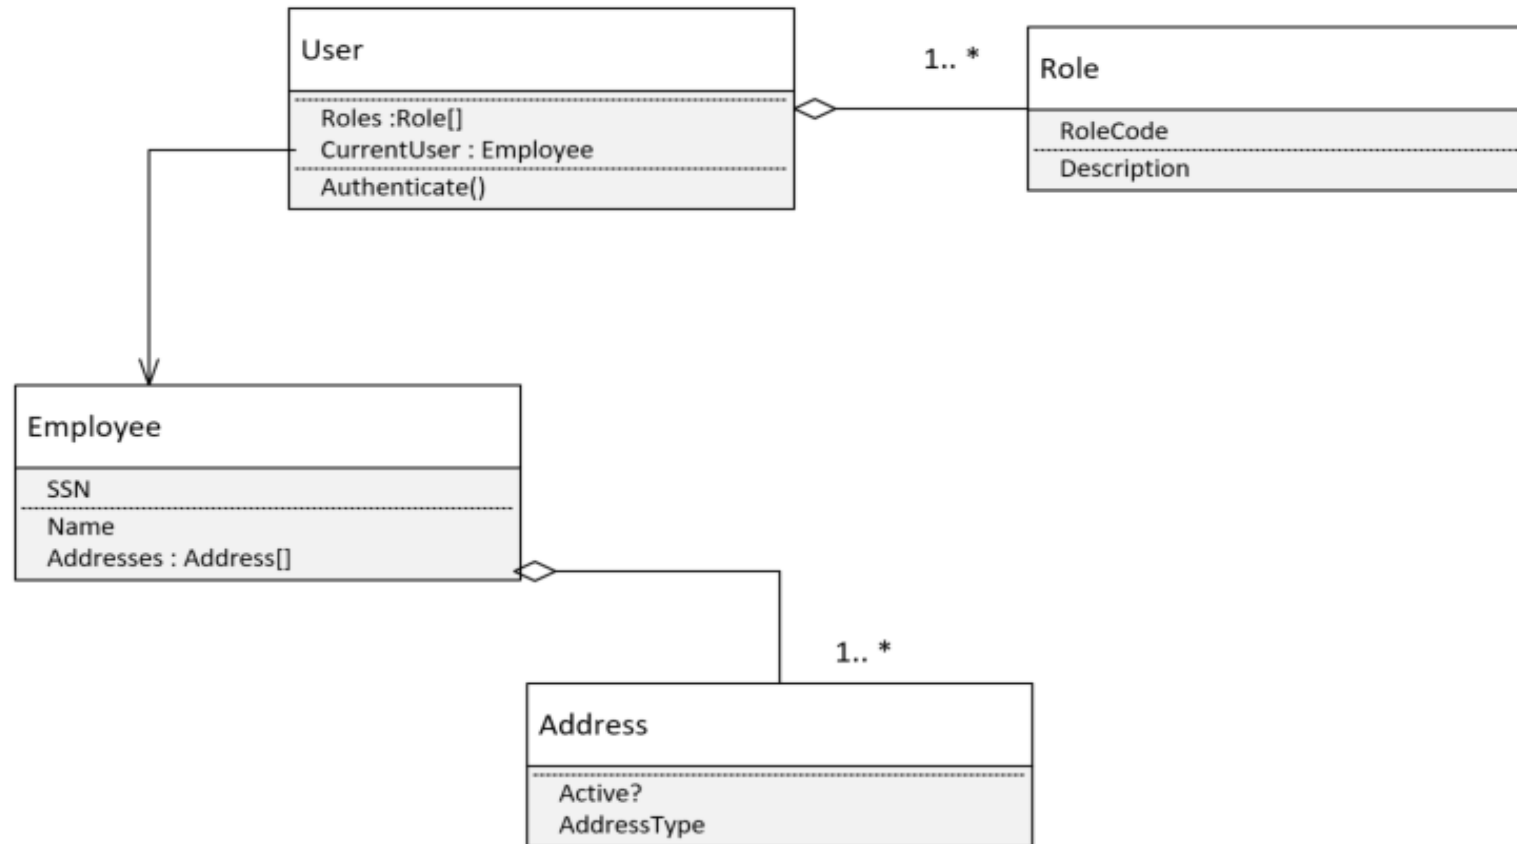 User
Roles :Role[]
CurrentUser : Employee
Authenticate()
1.. *
Role
RoleCode
Description
Employee
SSN
Name
Addresses : Address[]
1.. *
Address
Active?
AddressType